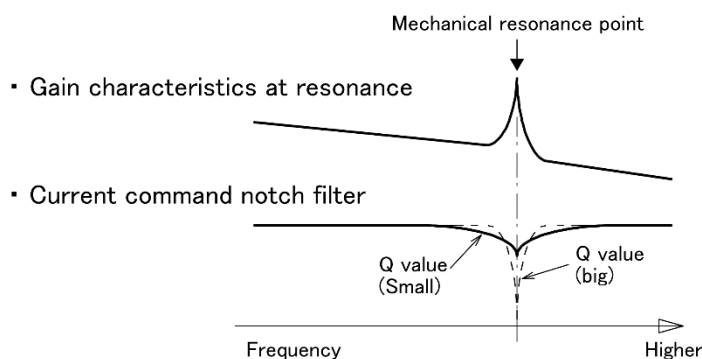 Mechanical resonance point
・Gain characteristics at resonance
・Current command notch filter
Q value
(Small)
Q value
(big)
Frequency
Higher